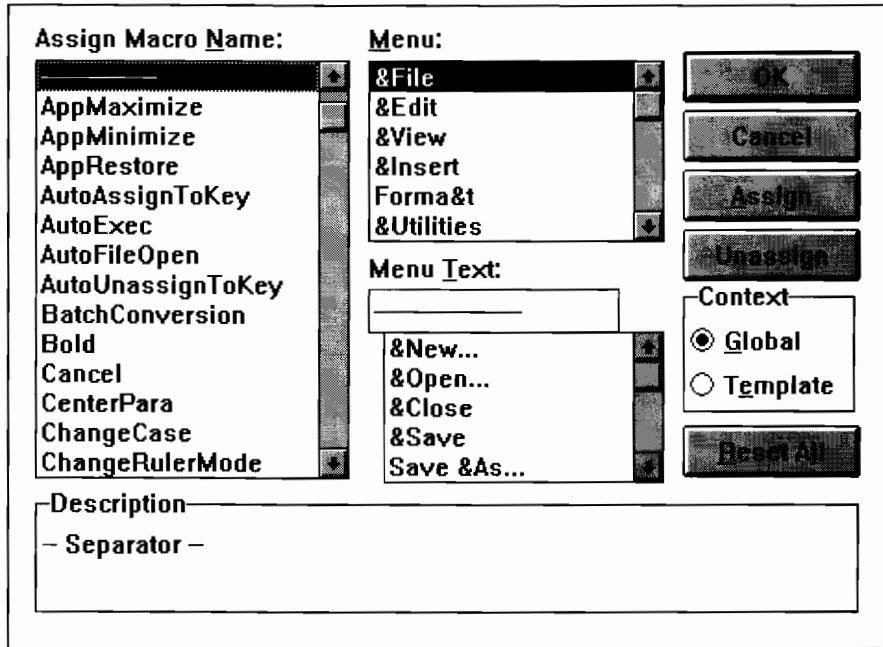 Assign Macro Name:
AppMaximize
AppMinimize
AppRestore
AutoAssignToKey
AutoExec
AutoFileOpen
AutoUnassignToKey
BatchConversion
Bold
Cancel
CenterPara
ChangeCase
ChangeRulerMode
Menu:
&File
&Edit
&View
&Insert
Forma&t
&Utilities
Menu Text:
&New...
&Open...
&Close
&Save
Save &As...
OK
Cancel
Assign
Unassign
Context
Global
Template
Reset All
Description
– Separator –